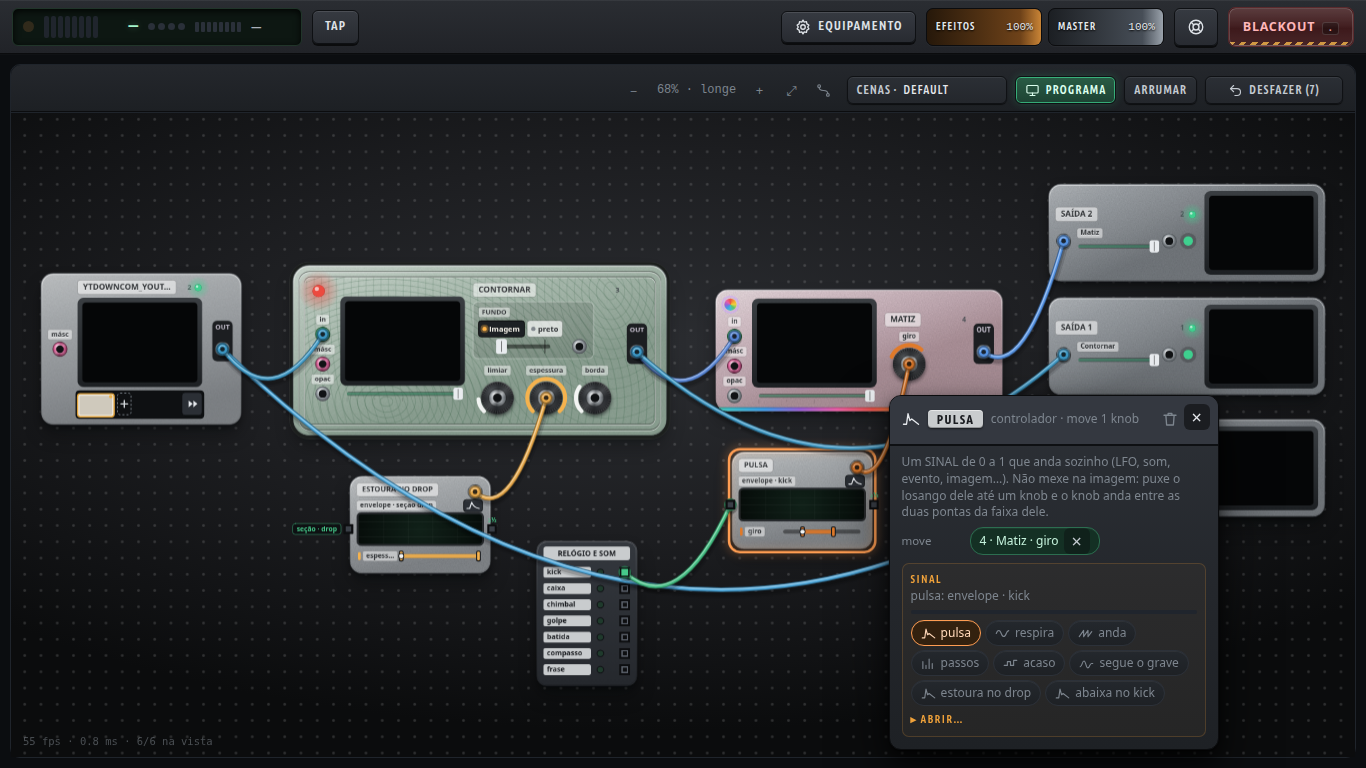 TAP
EQUIPAMENTO
EFEITOS 100%
MASTER 100%
BLACKOUT .
− 68% · longe +
CENAS · DEFAULT
PROGRAMA
ARRUMAR
DESFAZER (7)
YTDOWNCOM_YOUT... 2
másc
OUT
CONTORNAR 3
in
másc
opac
FUNDO
Imagem
preto
limiar
espessura
borda
OUT
MATIZ 4
in
másc
opac
giro
OUT
SAÍDA 2 2
Matiz
SAÍDA 1 1
Contornar
ESTOURA NO DROP
envelope · seção drop
seção · drop
espess...
RELÓGIO E SOM
kick
caixa
chimbal
golpe
batida
compasso
frase
PULSA
envelope · kick
giro
PULSA controlador · move 1 knob
Um SINAL de 0 a 1 que anda sozinho (LFO, som,
evento, imagem...). Não mexe na imagem: puxe o
losango dele até um knob e o knob anda entre as
duas pontas da faixa dele.
move 4 · Matiz · giro ✕
SINAL
pulsa: envelope · kick
pulsa respira anda
passos acaso segue o grave
estoura no drop abaixa no kick
▸ ABRIR...
55 fps · 0.8 ms · 6/6 na vista